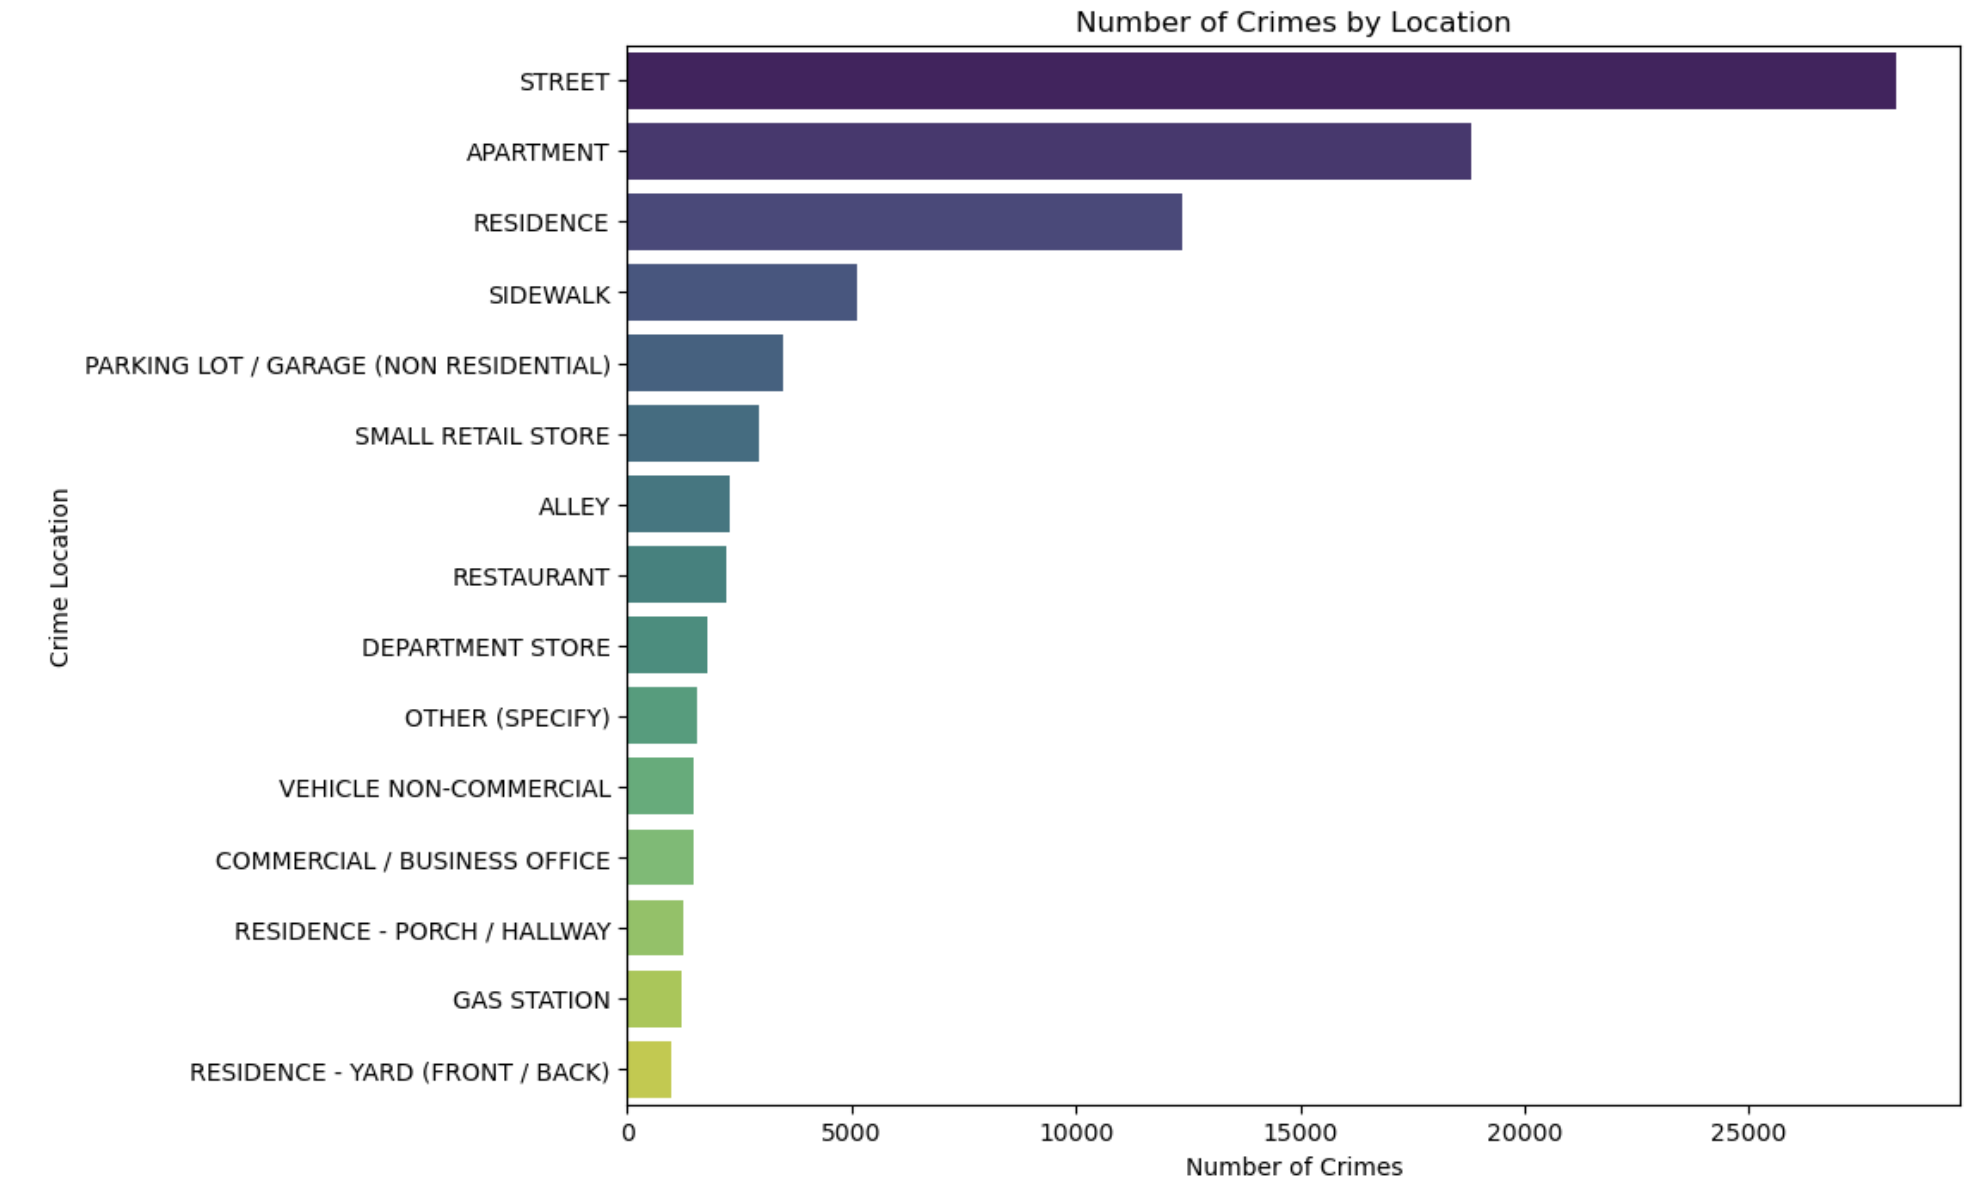 Number of Crimes by Location
STREET
APARTMENT
RESIDENCE
SIDEWALK
PARKING LOT / GARAGE (NON RESIDENTIAL)
SMALL RETAIL STORE
ALLEY
RESTAURANT
DEPARTMENT STORE
OTHER (SPECIFY)
VEHICLE NON-COMMERCIAL
COMMERCIAL / BUSINESS OFFICE
RESIDENCE - PORCH / HALLWAY
GAS STATION
RESIDENCE - YARD (FRONT / BACK)
Crime Location
0 5000 10000 15000 20000 25000
Number of Crimes